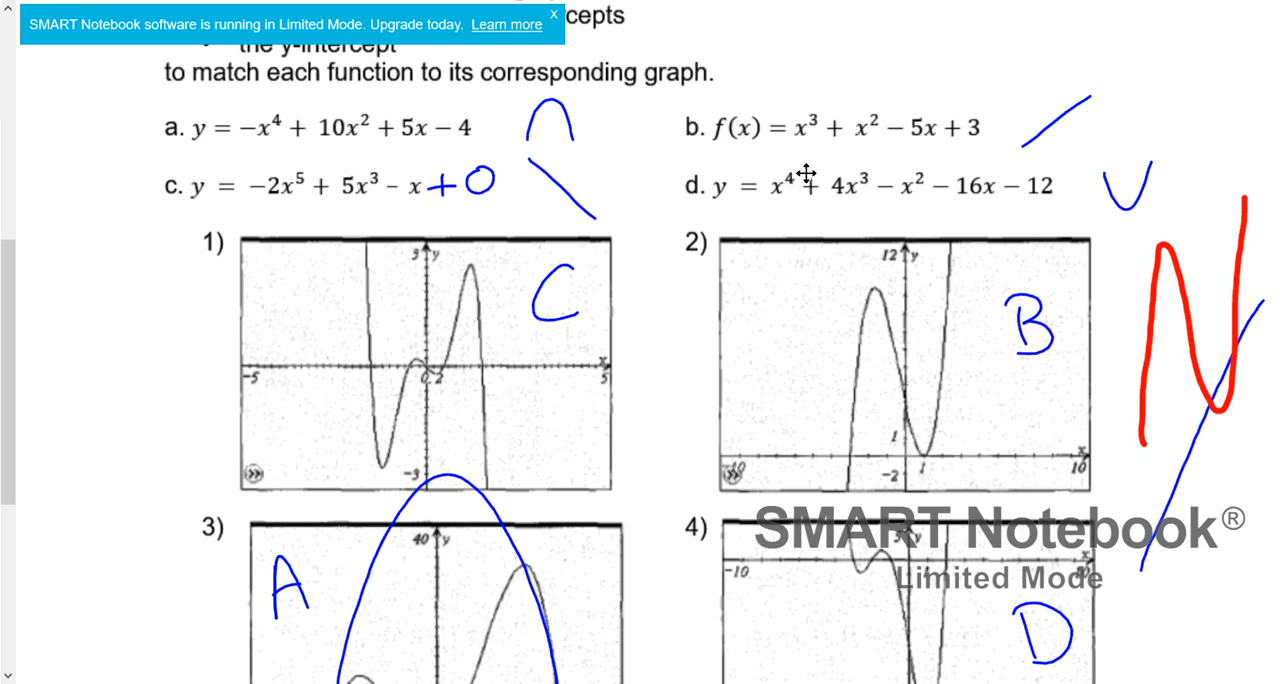 SMART Notebook software is running in Limited Mode. Upgrade today. Learn more X
cepts
the y-intercept
to match each function to its corresponding graph.
a. y = −x⁴ + 10x² + 5x − 4
b. f(x) = x³ + x² − 5x + 3
c. y = −2x⁵ + 5x³ − x + 0
d. y = x⁴ + 4x³ − x² − 16x − 12
1)
2)
3 y
C
x
-5
0.2
5
-3
12 y
B
1
x
-10
1
10
-2
3)
4)
40 y
A
y
x
-10
SMART Notebook®
Limited Mode
D
N